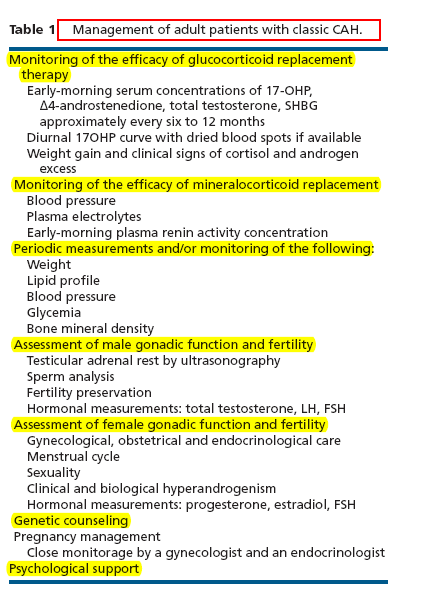 Table 1 Management of adult patients with classic CAH.
Monitoring of the efficacy of glucocorticoid replacement
therapy
Early-morning serum concentrations of 17-OHP,
Δ4-androstenedione, total testosterone, SHBG
approximately every six to 12 months
Diurnal 17OHP curve with dried blood spots if available
Weight gain and clinical signs of cortisol and androgen
excess
Monitoring of the efficacy of mineralocorticoid replacement
Blood pressure
Plasma electrolytes
Early-morning plasma renin activity concentration
Periodic measurements and/or monitoring of the following:
Weight
Lipid profile
Blood pressure
Glycemia
Bone mineral density
Assessment of male gonadic function and fertility
Testicular adrenal rest by ultrasonography
Sperm analysis
Fertility preservation
Hormonal measurements: total testosterone, LH, FSH
Assessment of female gonadic function and fertility
Gynecological, obstetrical and endocrinological care
Menstrual cycle
Sexuality
Clinical and biological hyperandrogenism
Hormonal measurements: progesterone, estradiol, FSH
Genetic counseling
Pregnancy management
Close monitorage by a gynecologist and an endocrinologist
Psychological support